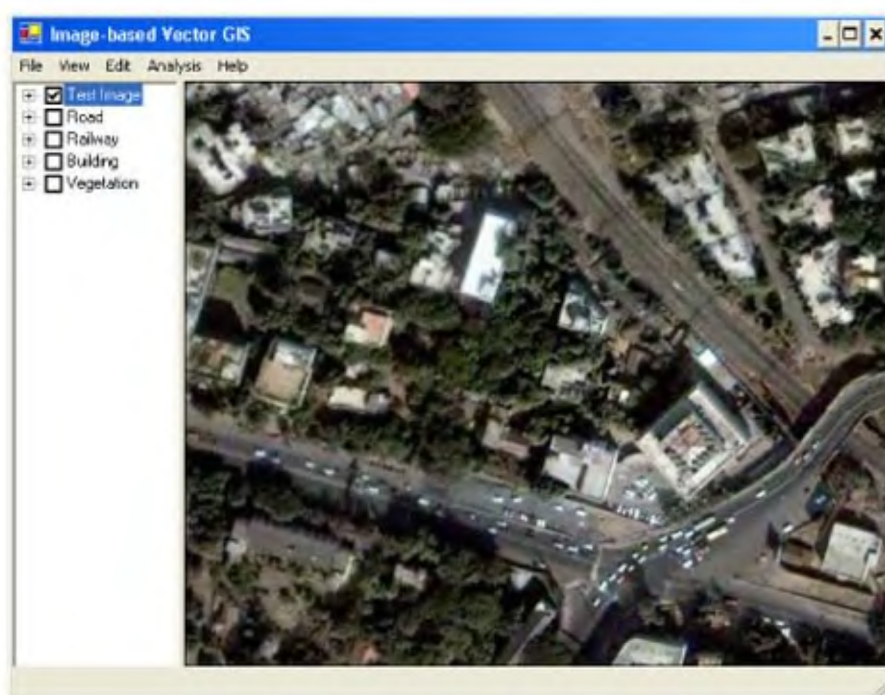 Image-based Vector GIS
File View Edit Analysis Help
Test Image
Road
Railway
Building
Vegetation